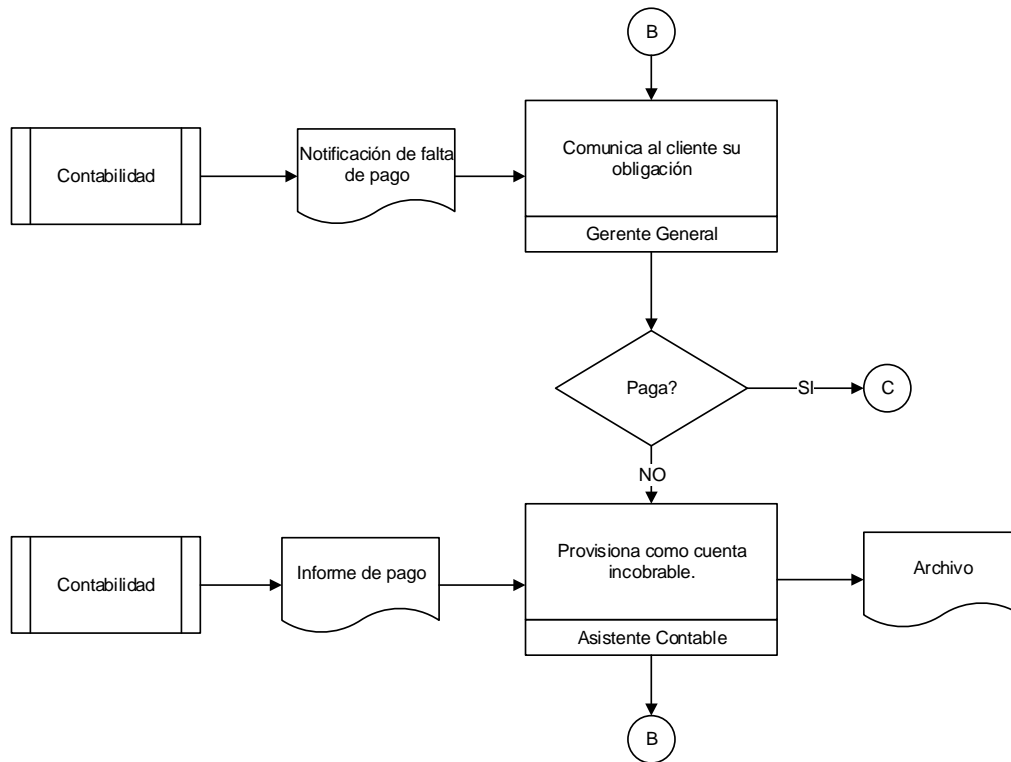 B
Contabilidad
Notificación de falta
de pago
Comunica al cliente su
obligación
Gerente General
Paga?
SI
C
NO
Contabilidad
Informe de pago
Provisiona como cuenta
incobrable.
Archivo
Asistente Contable
B